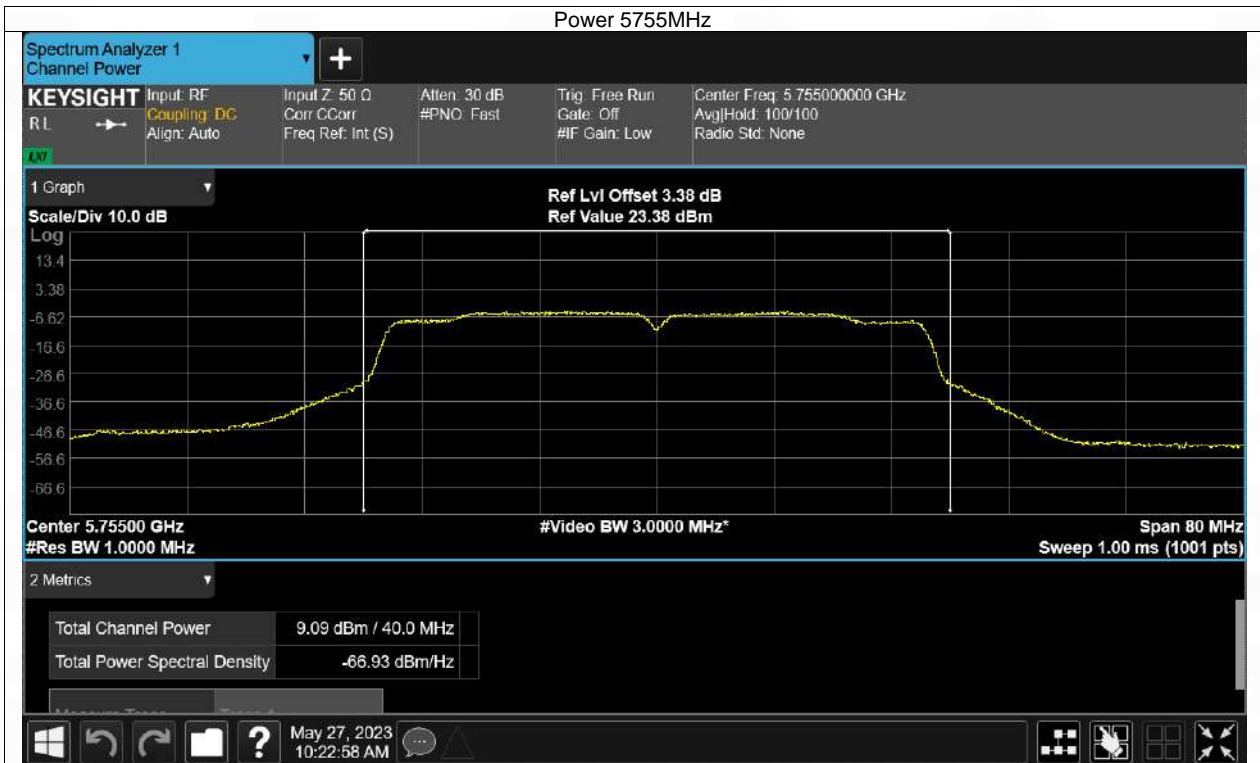 Power 5755MHz
Spectrum Analyzer 1
Channel Power
+
KEYSIGHT
RL
LXI
Input: RF
Coupling: DC
Align: Auto
Input Z: 50 Ω
Corr CCorr
Freq Ref: Int (S)
Atten: 30 dB
#PNO: Fast
Trig: Free Run
Gate: Off
#IF Gain: Low
Center Freq: 5.755000000 GHz
Avg|Hold: 100/100
Radio Std: None
1 Graph
Scale/Div 10.0 dB
Ref Lvl Offset 3.38 dB
Ref Value 23.38 dBm
Log
13.4
3.38
-6.62
-16.6
-26.6
-36.6
-46.6
-56.6
-66.6
Center 5.75500 GHz
#Video BW 3.0000 MHz*
Span 80 MHz
#Res BW 1.0000 MHz
Sweep 1.00 ms (1001 pts)
2 Metrics
Total Channel Power 9.09 dBm / 40.0 MHz
Total Power Spectral Density -66.93 dBm/Hz
?
May 27, 2023
10:22:58 AM